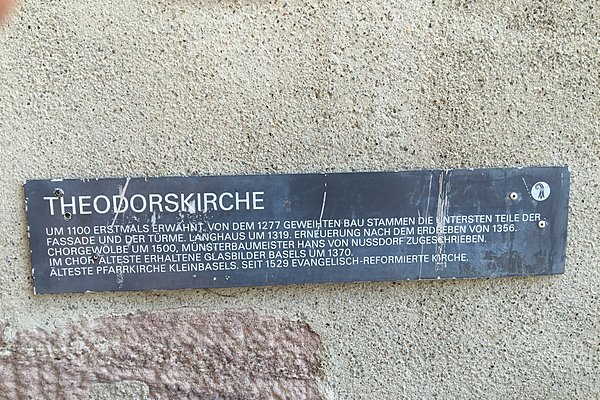 THEODORSKIRCHE
UM 1100 ERSTMALS ERWÄHNT. VON DEM 1277 GEWEIHTEN BAU STAMMEN DIE UNTERSTEN TEILE DER
FASSADE UND DER TÜRME. LANGHAUS UM 1319. ERNEUERUNG NACH DEM ERDBEBEN VON 1356.
CHORGEWÖLBE UM 1500, MÜNSTERBAUMEISTER HANS VON NUSSDORF ZUGESCHRIEBEN.
IM CHOR ÄLTESTE ERHALTENE GLASBILDER BASELS UM 1370.
ÄLTESTE PFARRKIRCHE KLEINBASELS. SEIT 1529 EVANGELISCH-REFORMIERTE KIRCHE.